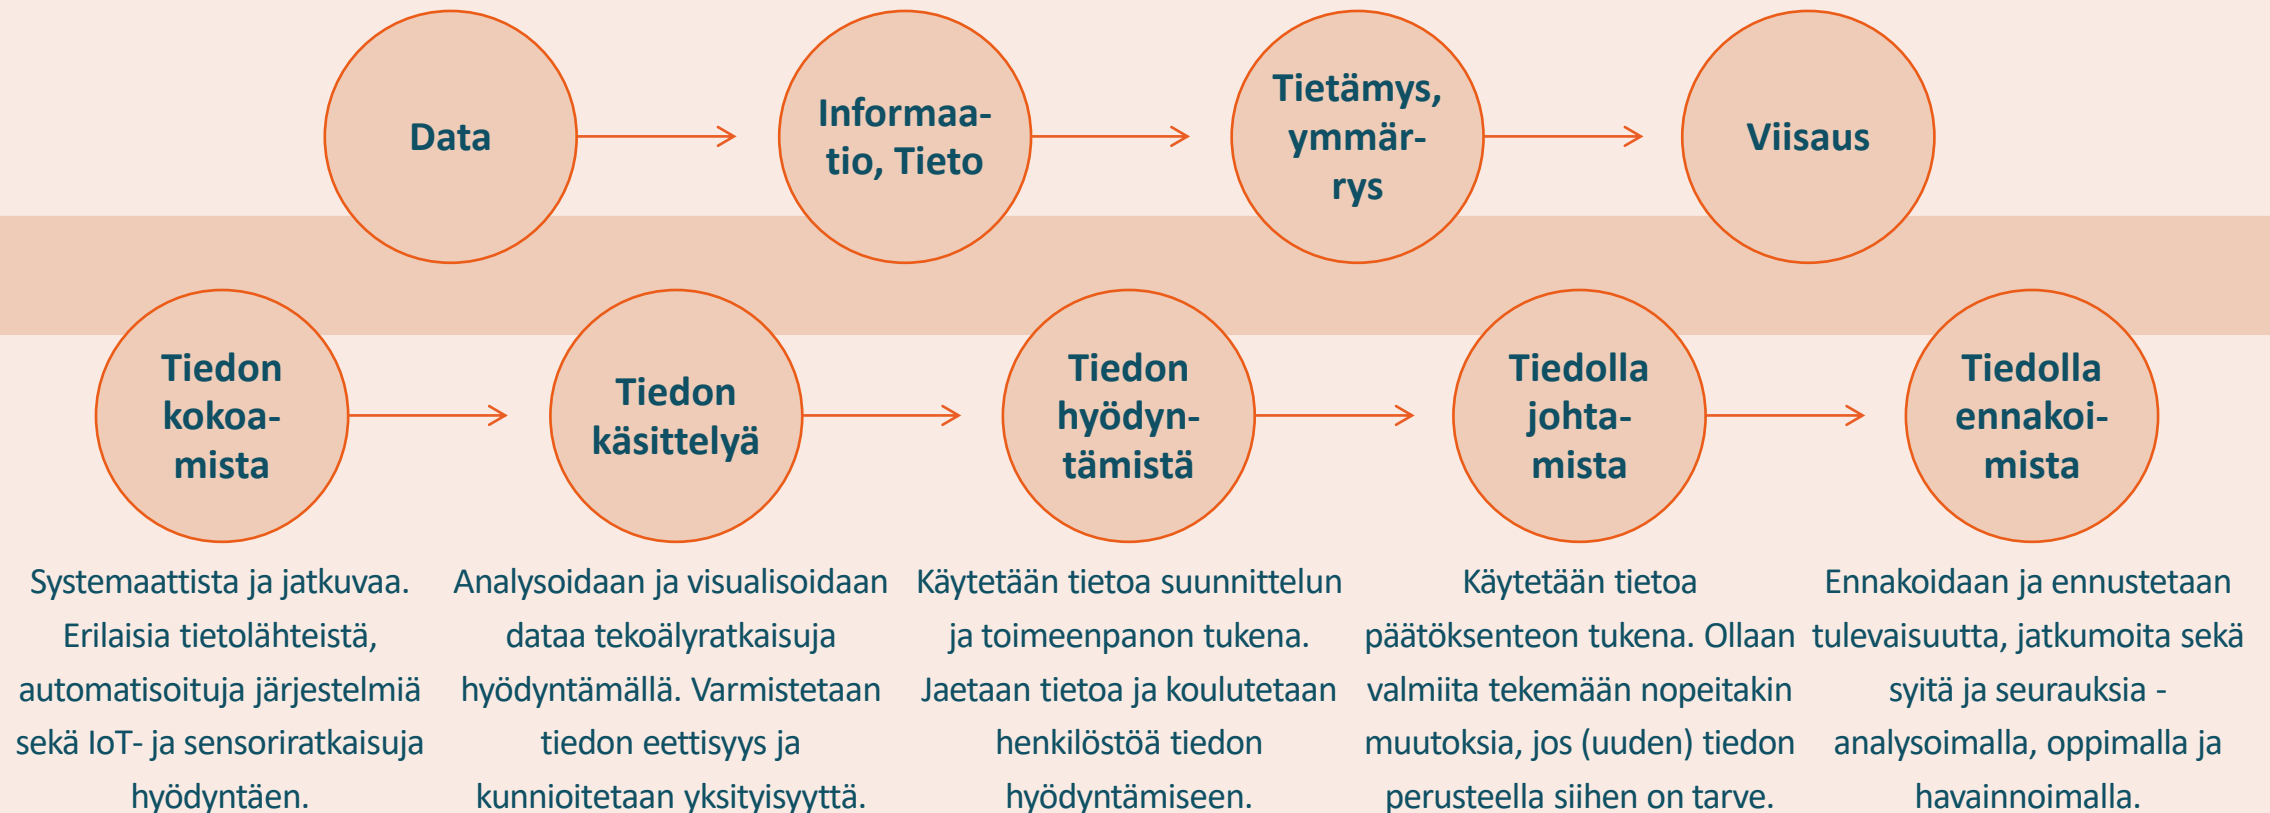 Data
Informaa-
tio, Tieto
Tietämys,
ymmär-
rys
Viisaus
Tiedon
kokoa-
mista
Tiedon
käsittelyä
Tiedon
hyödyn-
tämistä
Tiedolla
johta-
mista
Tiedolla
ennakoi-
mista
Systemaattista ja jatkuvaa.
Erilaisia tietolähteistä,
automatisoituja järjestelmiä
sekä IoT- ja sensoriratkaisuja
hyödyntäen.
Analysoidaan ja visualisoidaan
dataa tekoälyratkaisuja
hyödyntämällä. Varmistetaan
tiedon eettisyys ja
kunnioitetaan yksityisyyttä.
Käytetään tietoa suunnittelun
ja toimeenpanon tukena.
Jaetaan tietoa ja koulutetaan
henkilöstöä tiedon
hyödyntämiseen.
Käytetään tietoa
päätöksenteon tukena. Ollaan
valmiita tekemään nopeitakin
muutoksia, jos (uuden) tiedon
perusteella siihen on tarve.
Ennakoidaan ja ennustetaan
tulevaisuutta, jatkumoita sekä
syitä ja seurauksia -
analysoimalla, oppimalla ja
havainnoimalla.